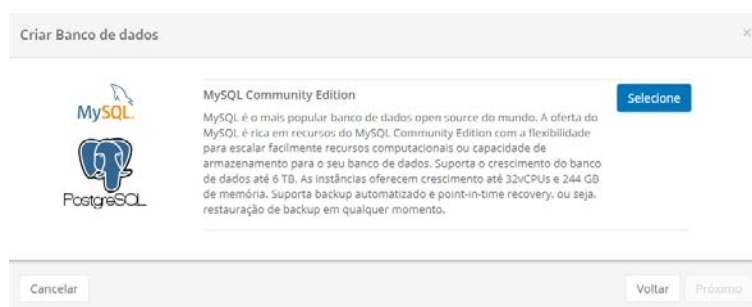 Criar Banco de dados
×
MySQL
PostgreSQL
MySQL Community Edition
Selecione
MySQL é o mais popular banco de dados open source do mundo. A oferta do
MySQL é rica em recursos do MySQL Community Edition com a flexibilidade
para escalar facilmente recursos computacionais ou capacidade de
armazenamento para o seu banco de dados. Suporta o crescimento do banco
de dados até 6 TB. As instâncias oferecem crescimento até 32vCPUs e 244 GB
de memória. Suporta backup automatizado e point-in-time recovery. ou seja.
restauração de backup em qualquer momento.
Cancelar
Voltar
Próximo